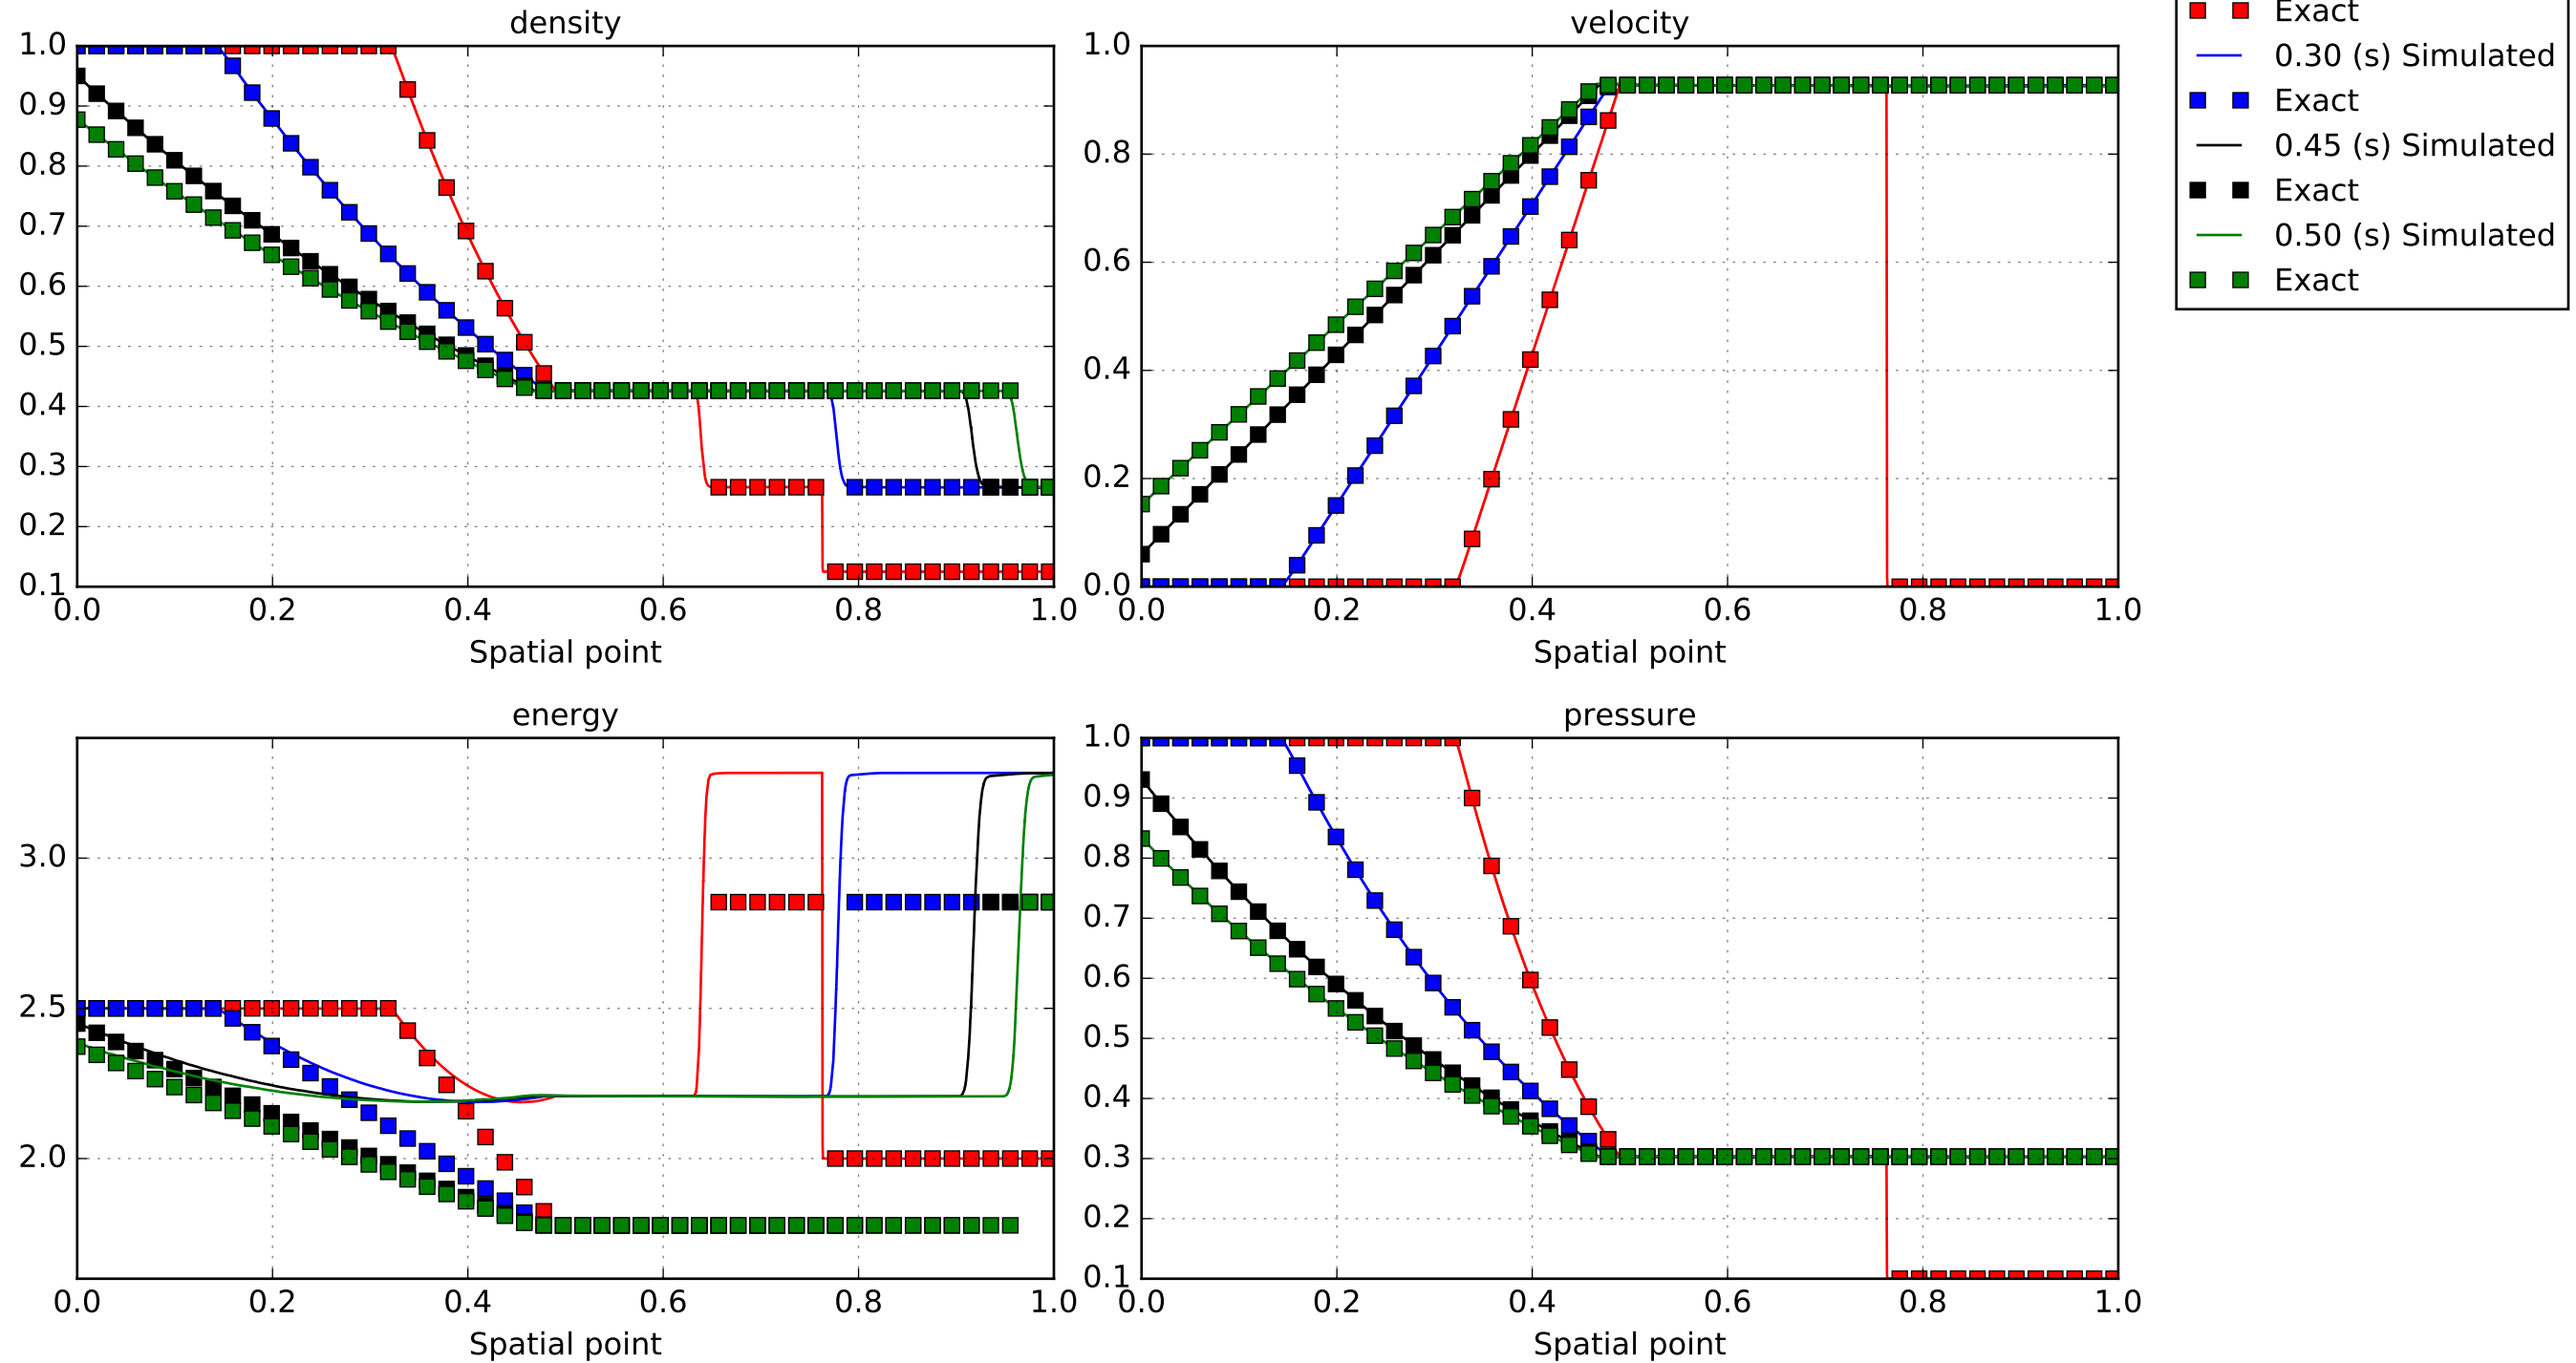 density
1.0
0.9
0.8
0.7
0.6
0.5
0.4
0.3
0.2
0.1
0.0 0.2 0.4 0.6 0.8 1.0
Spatial point
velocity
1.0
0.8
0.6
0.4
0.2
0.0
0.0 0.2 0.4 0.6 0.8 1.0
Spatial point
Exact
0.30 (s) Simulated
Exact
0.45 (s) Simulated
Exact
0.50 (s) Simulated
Exact
energy
3.0
2.5
2.0
0.0 0.2 0.4 0.6 0.8 1.0
Spatial point
pressure
1.0
0.9
0.8
0.7
0.6
0.5
0.4
0.3
0.2
0.1
0.0 0.2 0.4 0.6 0.8 1.0
Spatial point